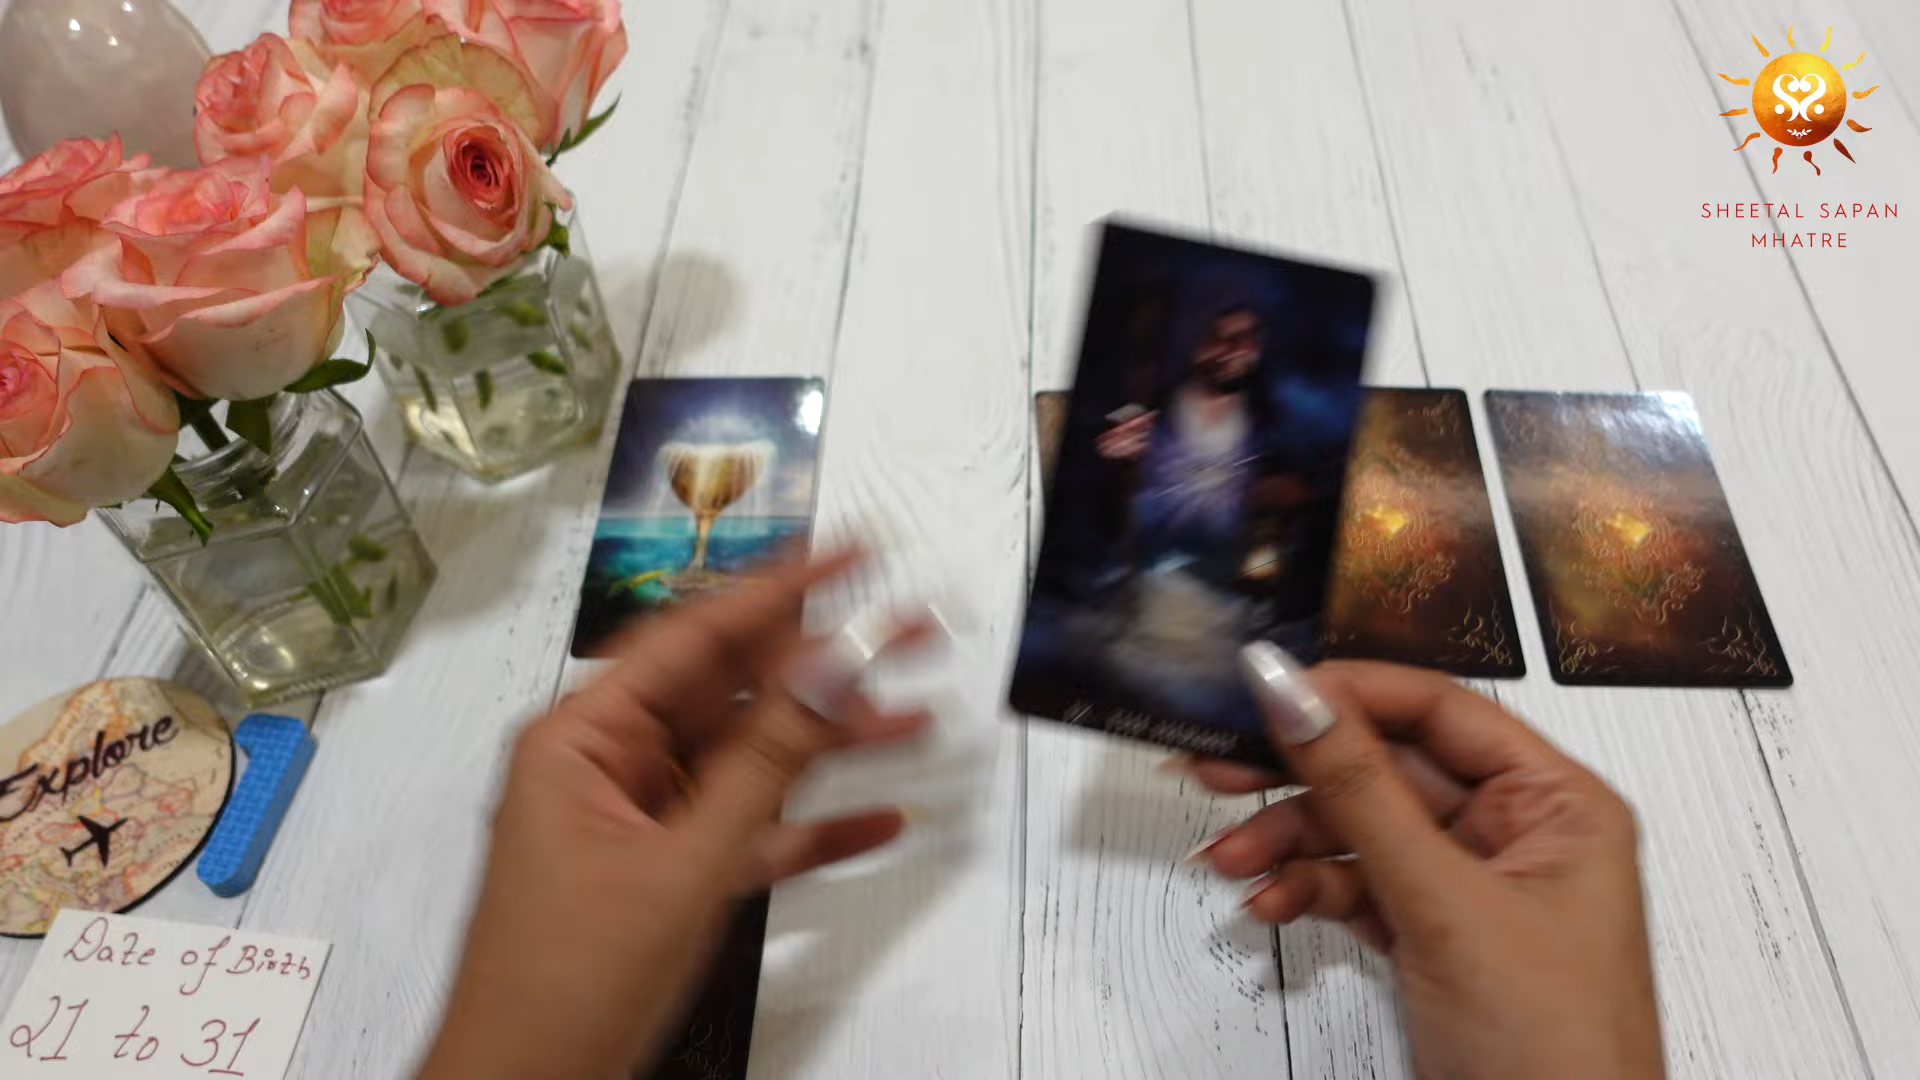 SHEETAL SAPAN
MHATRE
Explore
Date of Birth
21 to 31